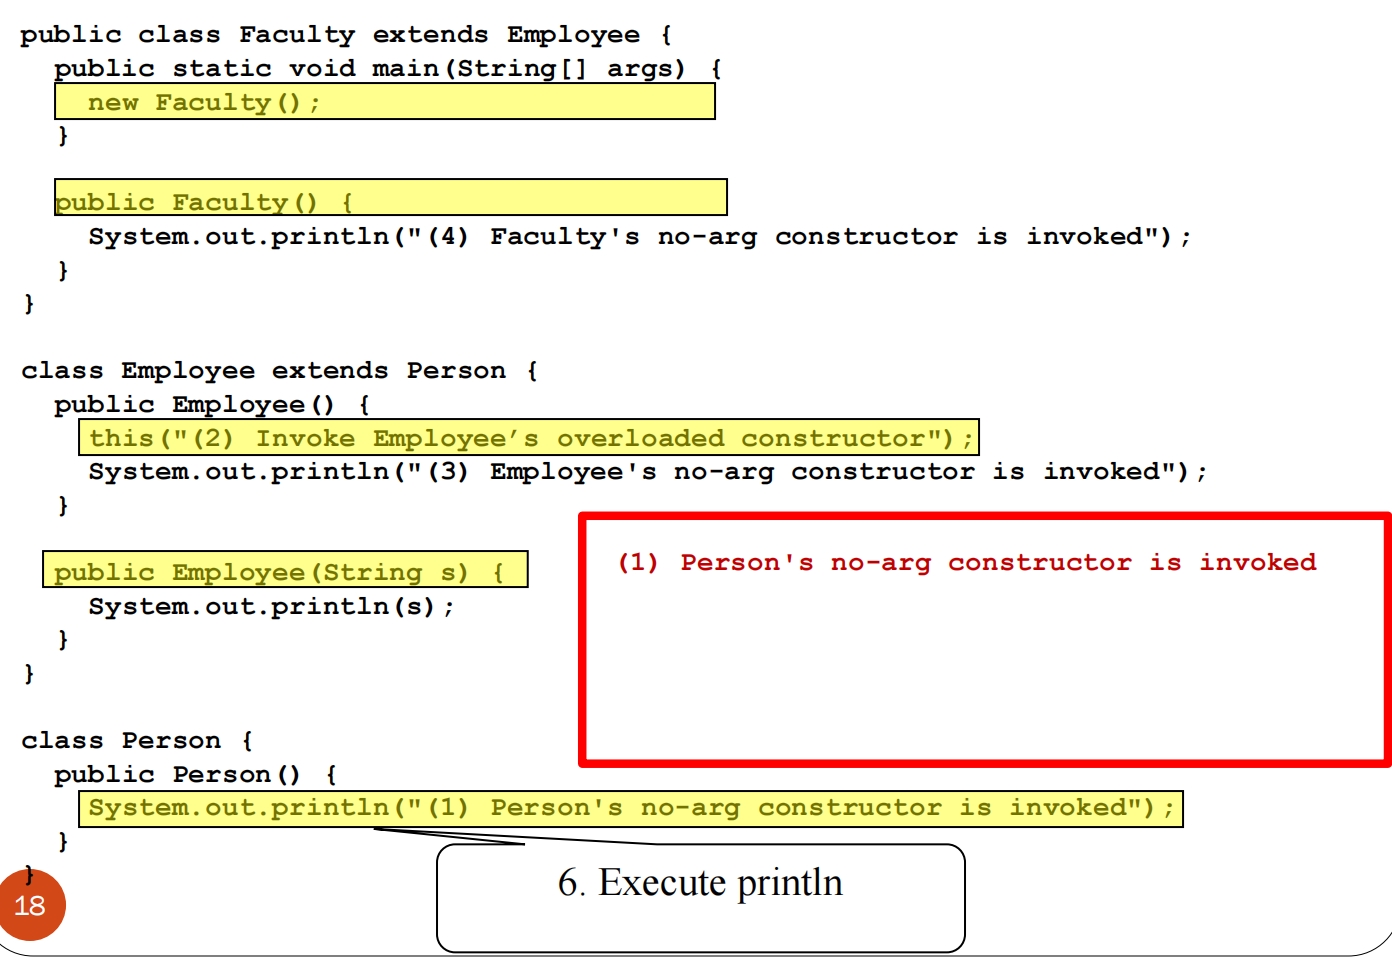 public class Faculty extends Employee {
public static void main(String[] args) {
new Faculty();
}
public Faculty() {
System.out.println("(4) Faculty's no-arg constructor is invoked");
}
}
class Employee extends Person {
public Employee() {
this("(2) Invoke Employee’s overloaded constructor");
System.out.println("(3) Employee's no-arg constructor is invoked");
}
public Employee(String s) {
System.out.println(s);
}
}
class Person {
public Person() {
System.out.println("(1) Person's no-arg constructor is invoked");
}
}
(1) Person's no-arg constructor is invoked
6. Execute println
18